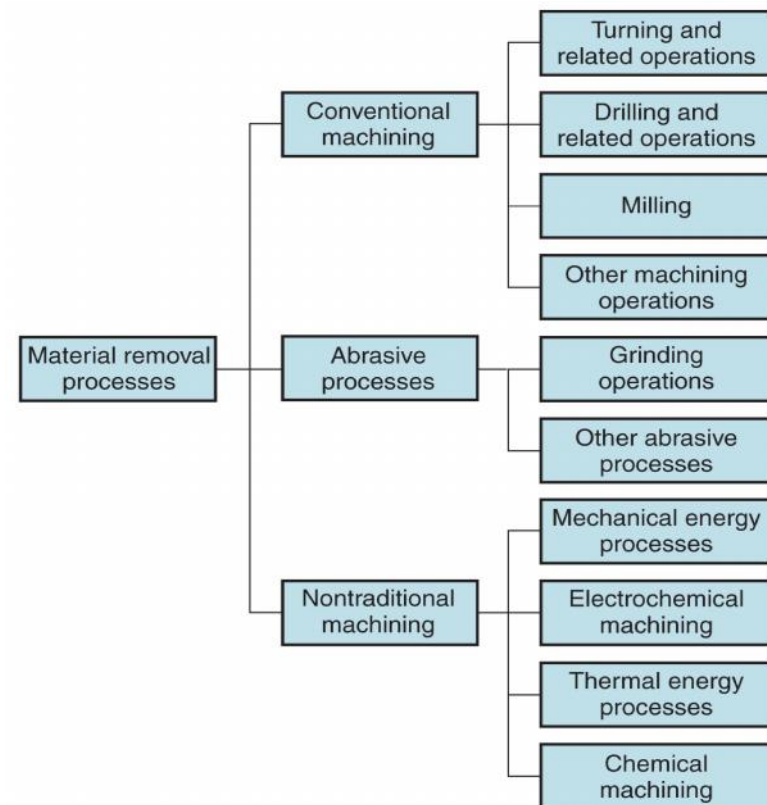 Turning and
related operations
Conventional
machining
Drilling and
related operations
Milling
Other machining
operations
Material removal
processes
Abrasive
processes
Grinding
operations
Other abrasive
processes
Mechanical energy
processes
Nontraditional
machining
Electrochemical
machining
Thermal energy
processes
Chemical
machining